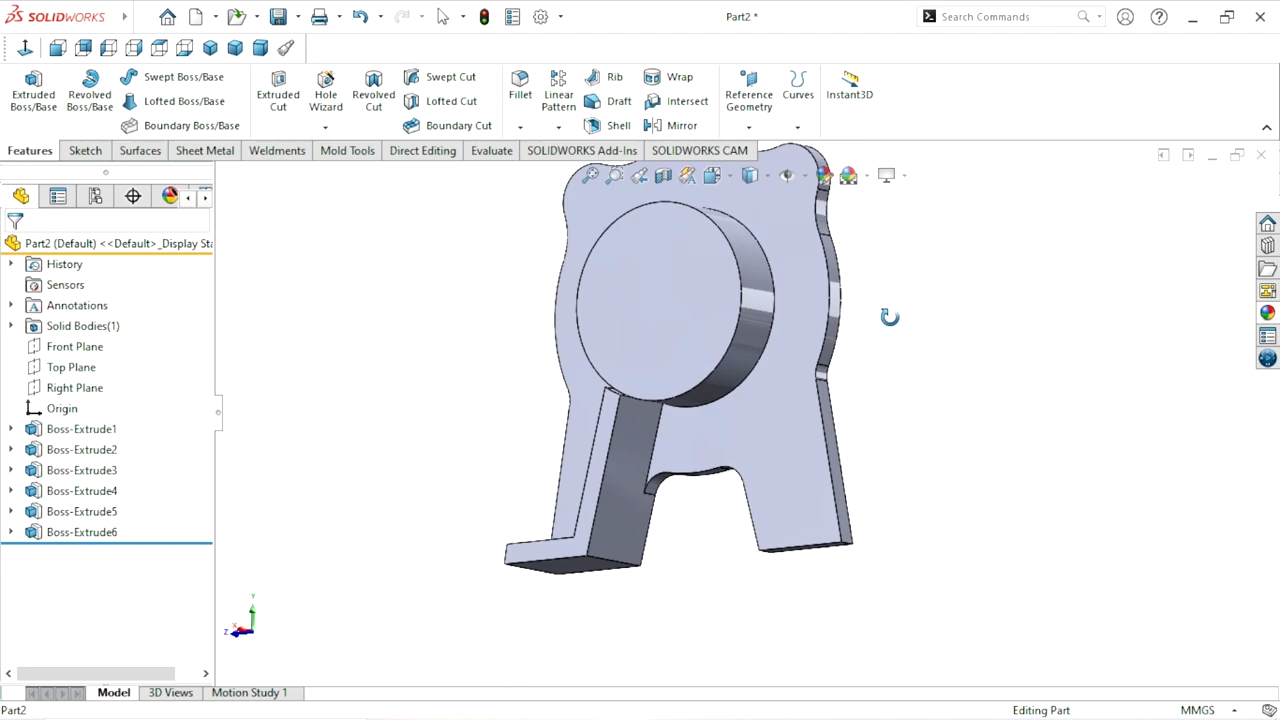 SOLIDWORKS
Part2 *
Search Commands
Extruded Boss/Base
Revolved Boss/Base
Swept Boss/Base
Lofted Boss/Base
Boundary Boss/Base
Extruded Cut
Hole Wizard
Revolved Cut
Swept Cut
Lofted Cut
Boundary Cut
Fillet
Linear Pattern
Rib
Draft
Shell
Wrap
Intersect
Mirror
Reference Geometry
Curves
Instant3D
Features
Sketch
Surfaces
Sheet Metal
Weldments
Mold Tools
Direct Editing
Evaluate
SOLIDWORKS Add-Ins
SOLIDWORKS CAM
Part2 (Default) <<Default>_Display Sta
History
Sensors
Annotations
Solid Bodies(1)
Front Plane
Top Plane
Right Plane
Origin
Boss-Extrude1
Boss-Extrude2
Boss-Extrude3
Boss-Extrude4
Boss-Extrude5
Boss-Extrude6
Y
X
Z
Model
3D Views
Motion Study 1
Part2
Editing Part
MMGS